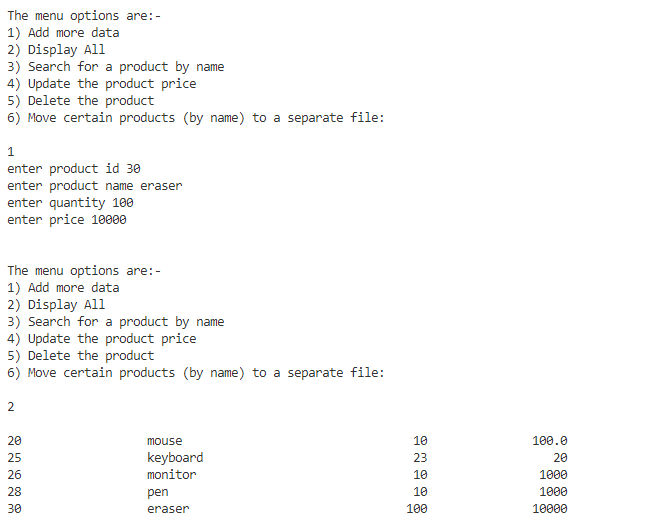 The menu options are:-
1) Add more data
2) Display All
3) Search for a product by name
4) Update the product price
5) Delete the product
6) Move certain products (by name) to a separate file:
1
enter product id 30
enter product name eraser
enter quantity 100
enter price 10000
The menu options are:-
1) Add more data
2) Display All
3) Search for a product by name
4) Update the product price
5) Delete the product
6) Move certain products (by name) to a separate file:
2
20 mouse 10 100.0
25 keyboard 23 20
26 monitor 10 1000
28 pen 10 1000
30 eraser 100 10000